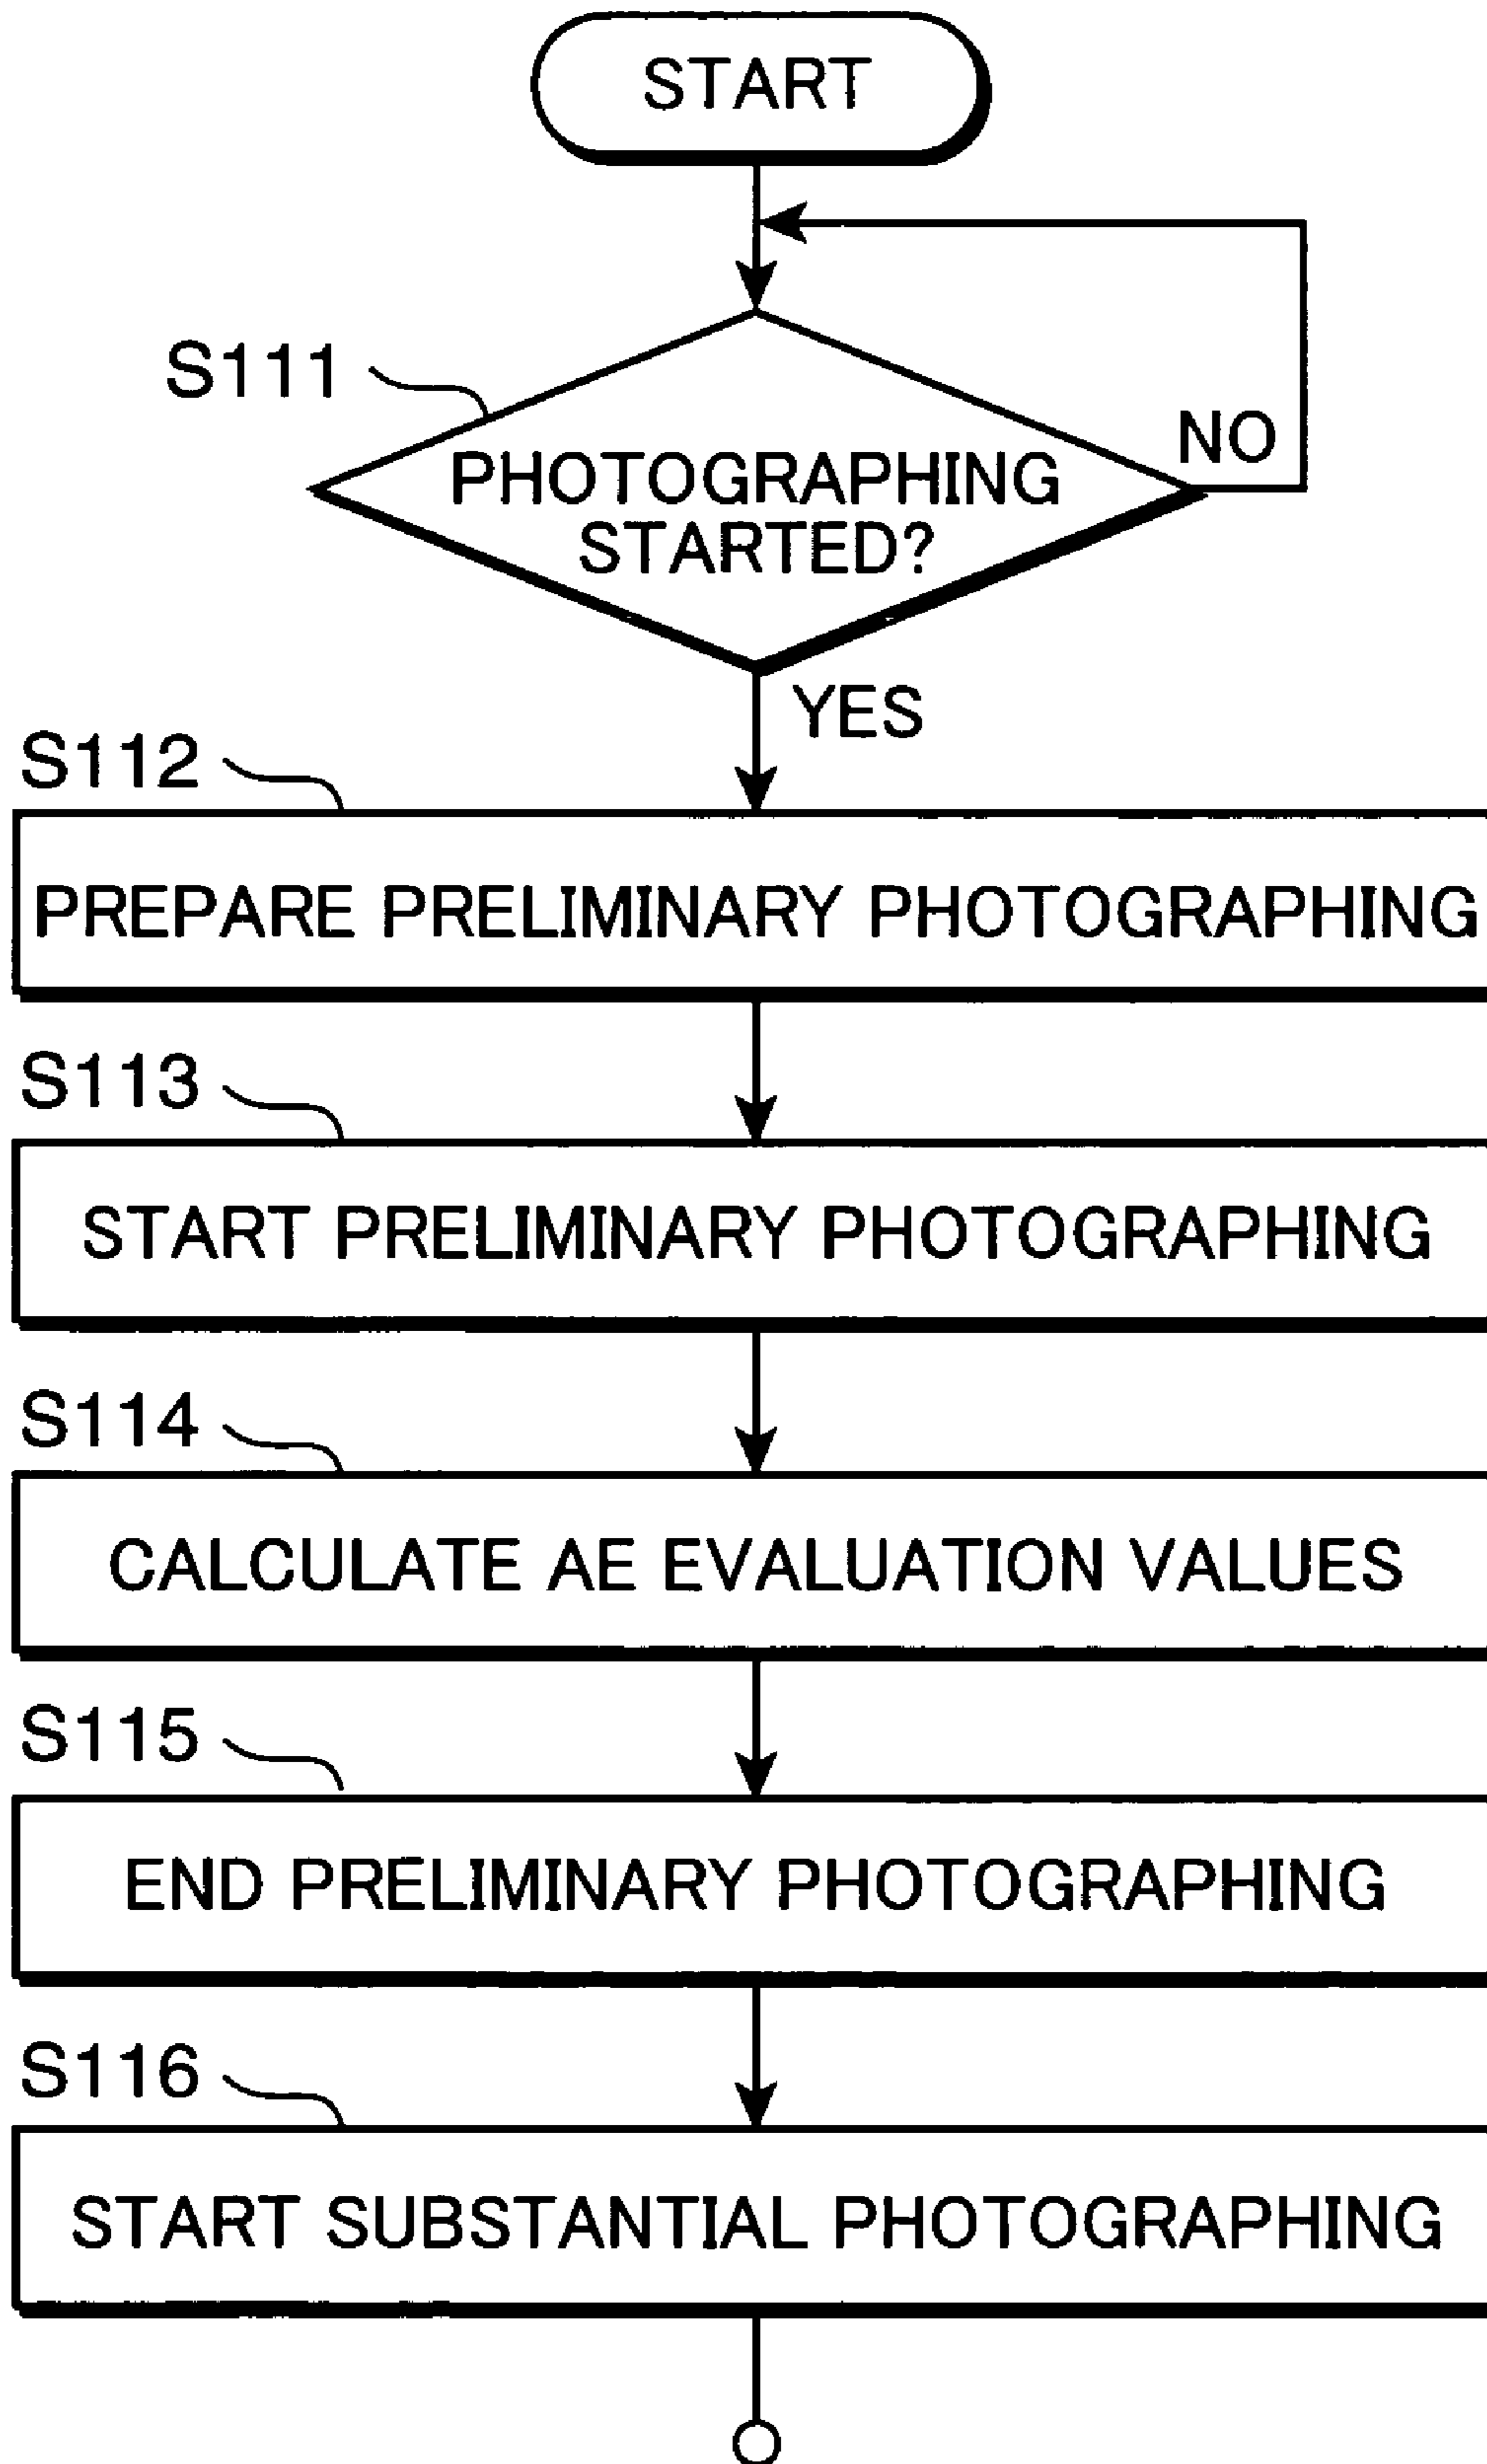 START
S111
PHOTOGRAPHING
STARTED?
NO
YES
S112
PREPARE PRELIMINARY PHOTOGRAPHING
S113
START PRELIMINARY PHOTOGRAPHING
S114
CALCULATE AE EVALUATION VALUES
S115
END PRELIMINARY PHOTOGRAPHING
S116
START SUBSTANTIAL PHOTOGRAPHING